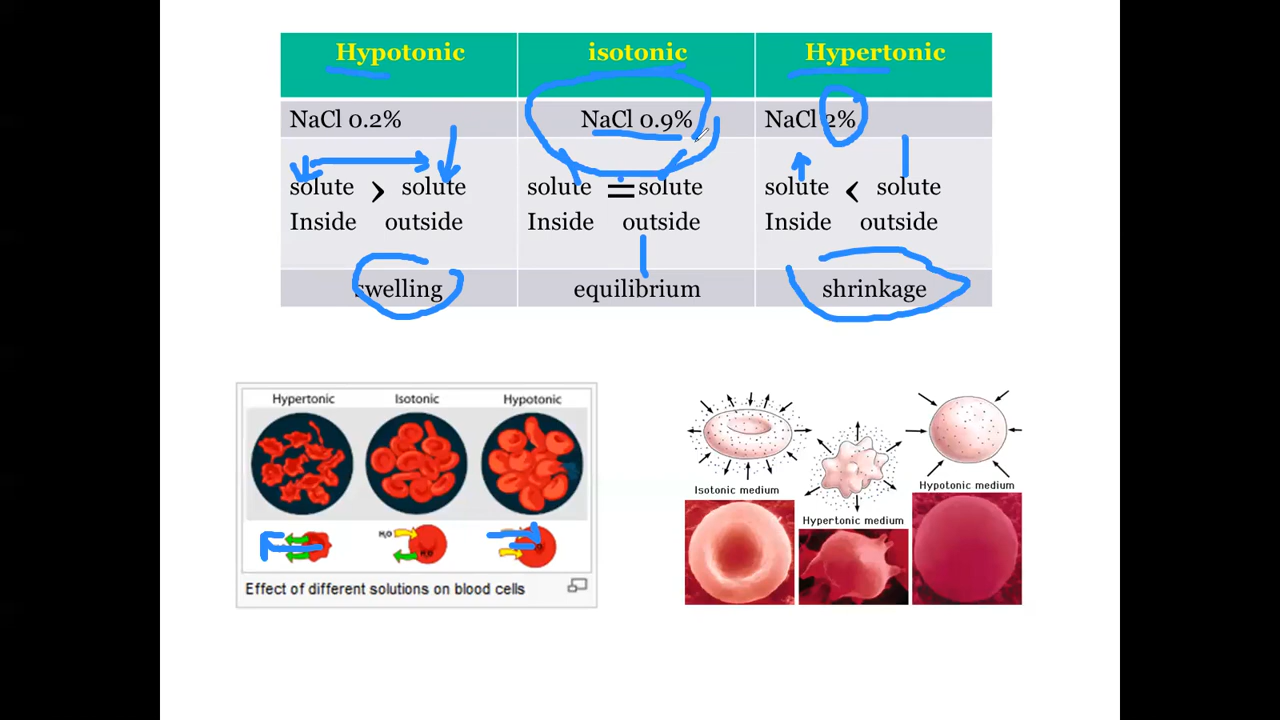 Hypotonic isotonic Hypertonic
NaCl 0.2% NaCl 0.9% NaCl 2%
solute > solute solute = solute solute < solute
Inside outside Inside outside Inside outside
swelling equilibrium shrinkage
Hypertonic Isotonic Hypotonic
H₂O H₂O
Effect of different solutions on blood cells
Isotonic medium
Hypertonic medium
Hypotonic medium